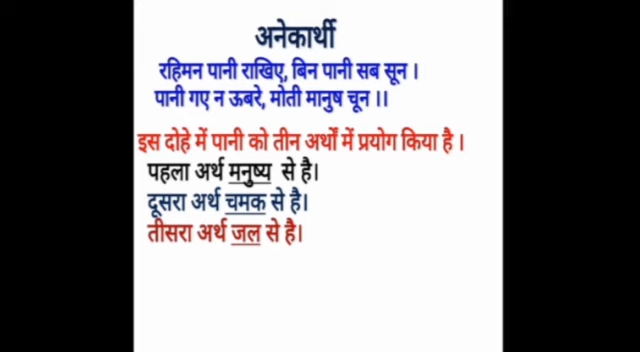 अनेकार्थी
रहिमन पानी राखिए, बिन पानी सब सून ।
पानी गए न ऊबरे, मोती मानुष चून ।।
इस दोहे में पानी को तीन अर्थों में प्रयोग किया है ।
पहला अर्थ मनुष्य से है।
दूसरा अर्थ चमक से है।
तीसरा अर्थ जल से है।